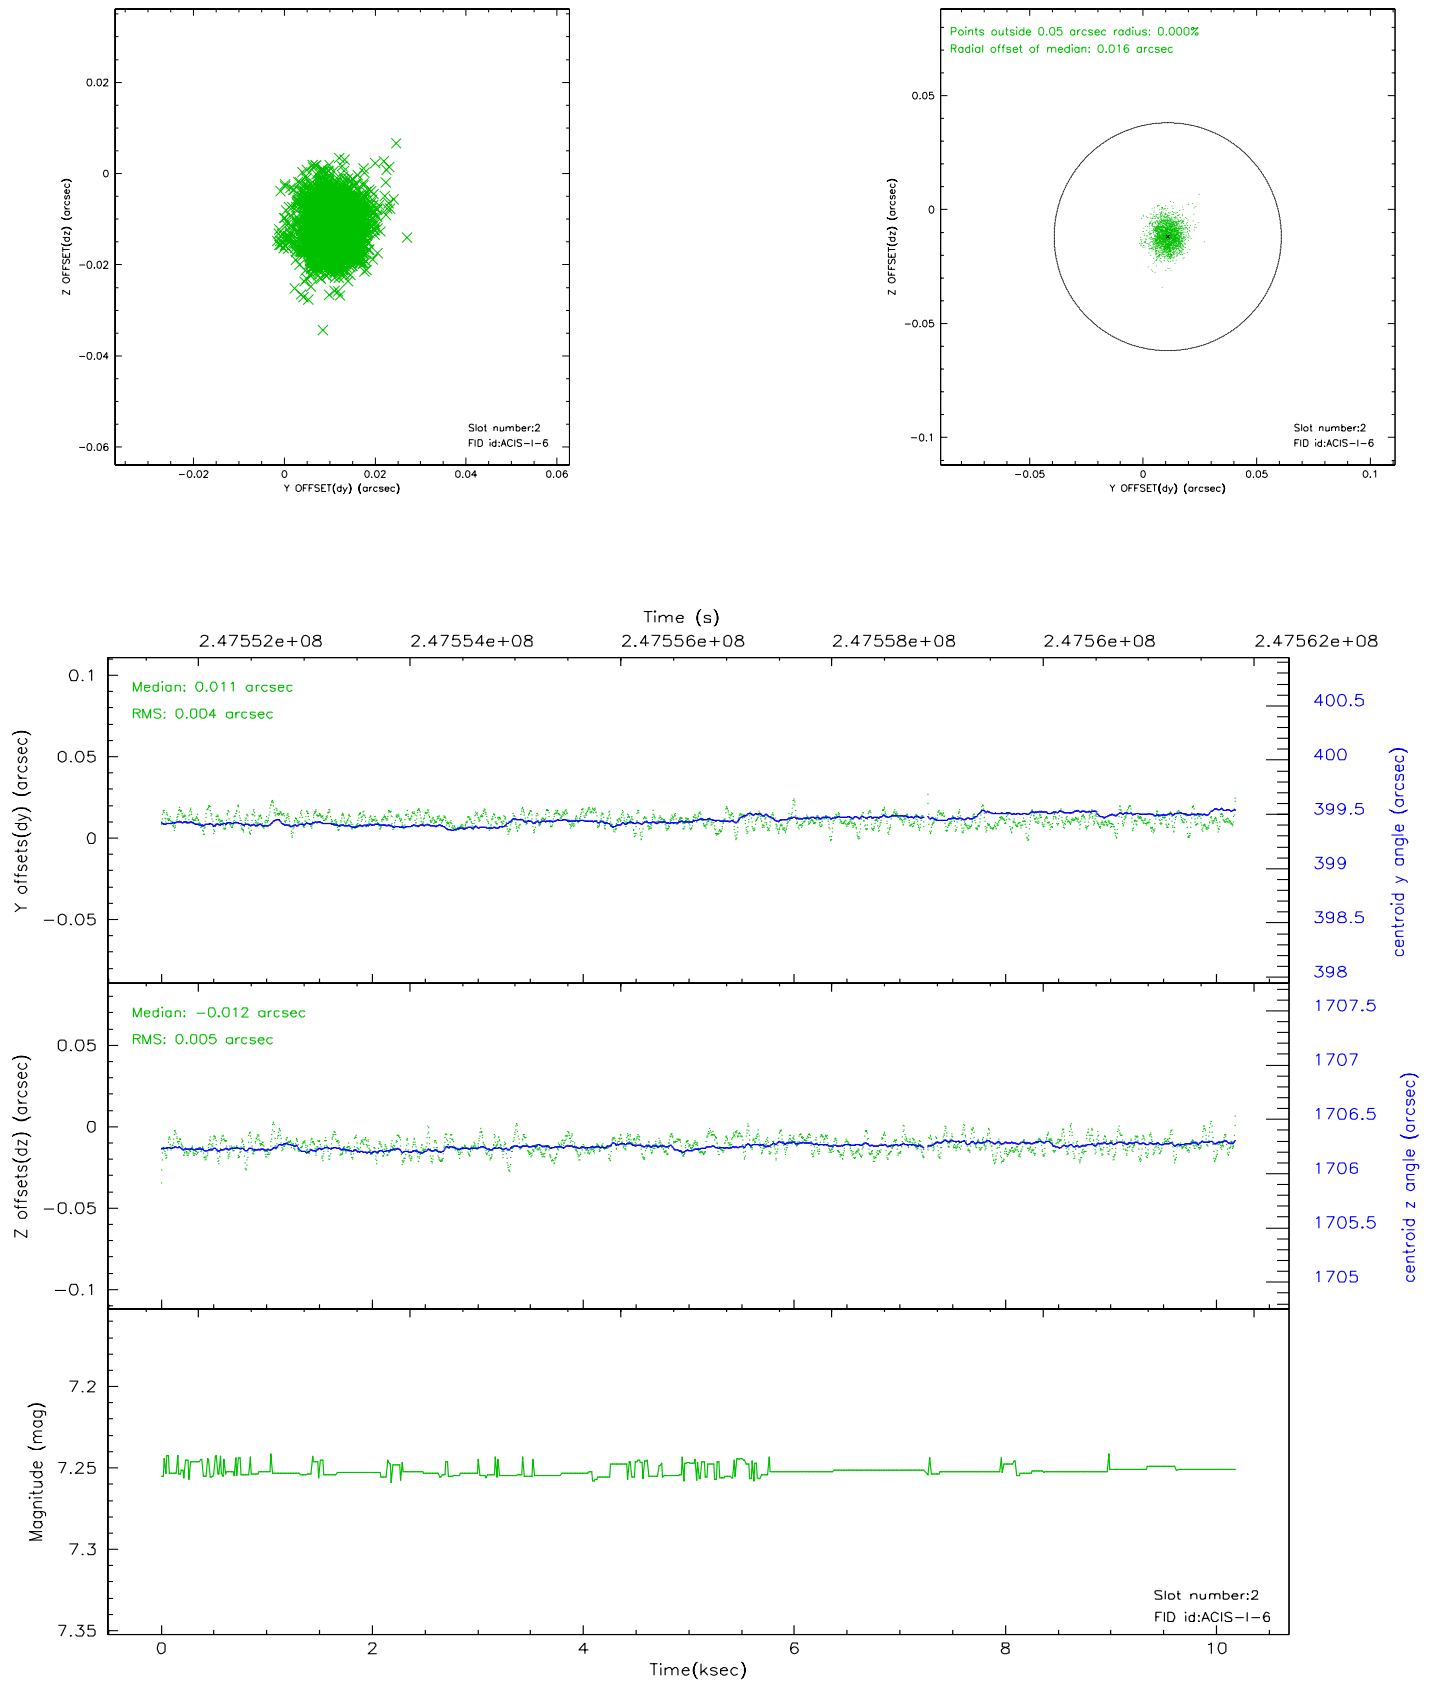 0.02
0
−0.02
−0.04
−0.06
Z OFFSET(dz) (arcsec)
Slot number:2
FID id:ACIS−I−6
−0.02 0 0.02 0.04 0.06
Y OFFSET(dy) (arcsec)
Points outside 0.05 arcsec radius: 0.000%
Radial offset of median: 0.016 arcsec
0.05
0
−0.05
−0.1
Z OFFSET(dz) (arcsec)
Slot number:2
FID id:ACIS−I−6
−0.05 0 0.05 0.1
Y OFFSET(dy) (arcsec)
Time (s)
2.47552e+08 2.47554e+08 2.47556e+08 2.47558e+08 2.4756e+08 2.47562e+08
Median: 0.011 arcsec
RMS: 0.004 arcsec
0.1
0.05
0
−0.05
Y offsets(dy) (arcsec)
400.5
400
399.5
399
398.5
398
centroid y angle (arcsec)
Median: −0.012 arcsec
RMS: 0.005 arcsec
0.05
0
−0.05
−0.1
Z offsets(dz) (arcsec)
1707.5
1707
1706.5
1706
1705.5
1705
centroid z angle (arcsec)
7.2
7.25
7.3
7.35
Magnitude (mag)
Slot number:2
FID id:ACIS−I−6
0 2 4 6 8 10
Time(ksec)